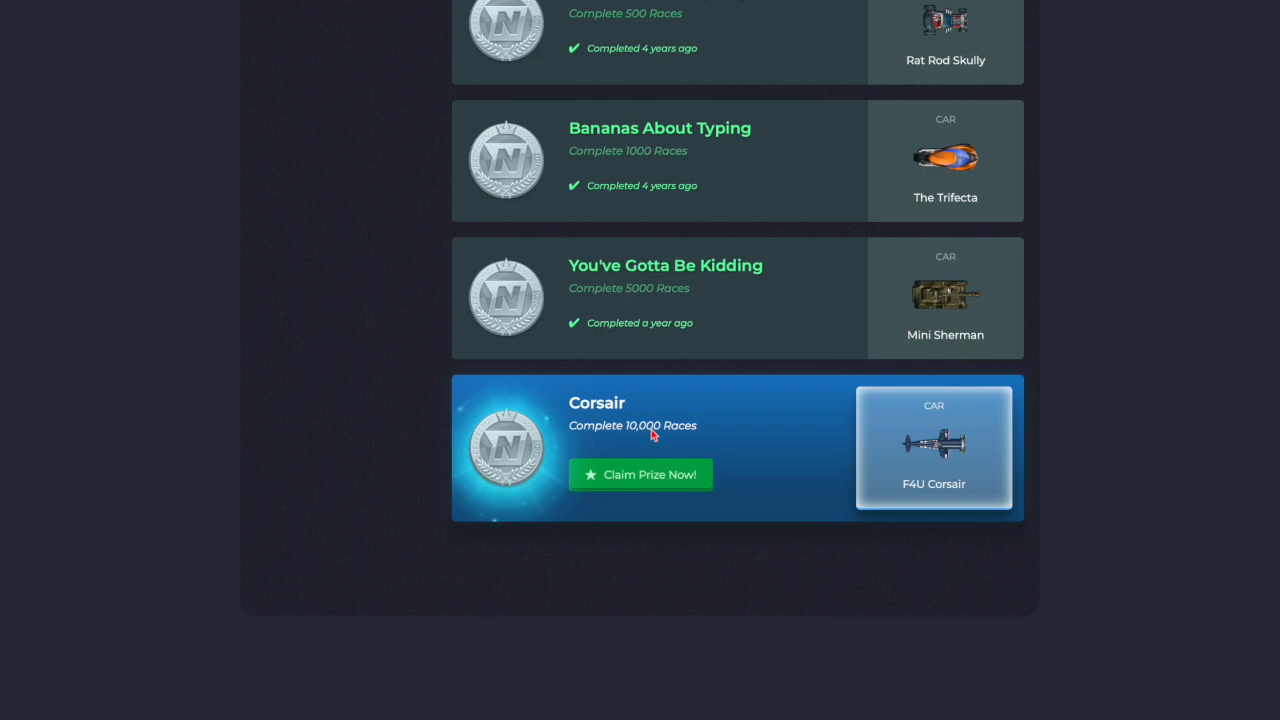 Complete 500 Races
✔ Completed 4 years ago
Rat Rod Skully
Bananas About Typing
Complete 1000 Races
✔ Completed 4 years ago
CAR
The Trifecta
You've Gotta Be Kidding
Complete 5000 Races
✔ Completed a year ago
CAR
Mini Sherman
Corsair
Complete 10,000 Races
★ Claim Prize Now!
CAR
F4U Corsair
N
N
N
N